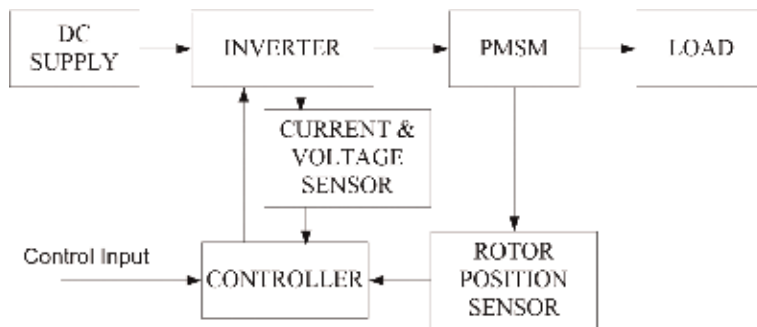 DC
SUPPLY
INVERTER
PMSM
LOAD
CURRENT &
VOLTAGE
SENSOR
Control Input
CONTROLLER
ROTOR
POSITION
SENSOR